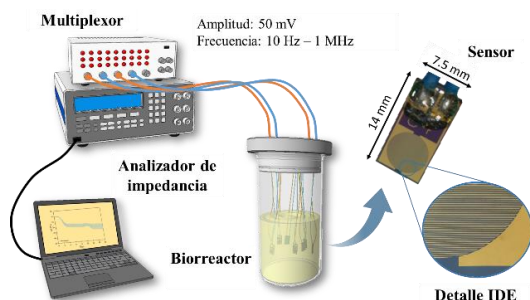 Multiplexor
Amplitud: 50 mV
Frecuencia: 10 Hz – 1 MHz
Sensor
7.5 mm
14 mm
Analizador de
impedancia
Biorreactor
Detalle IDE